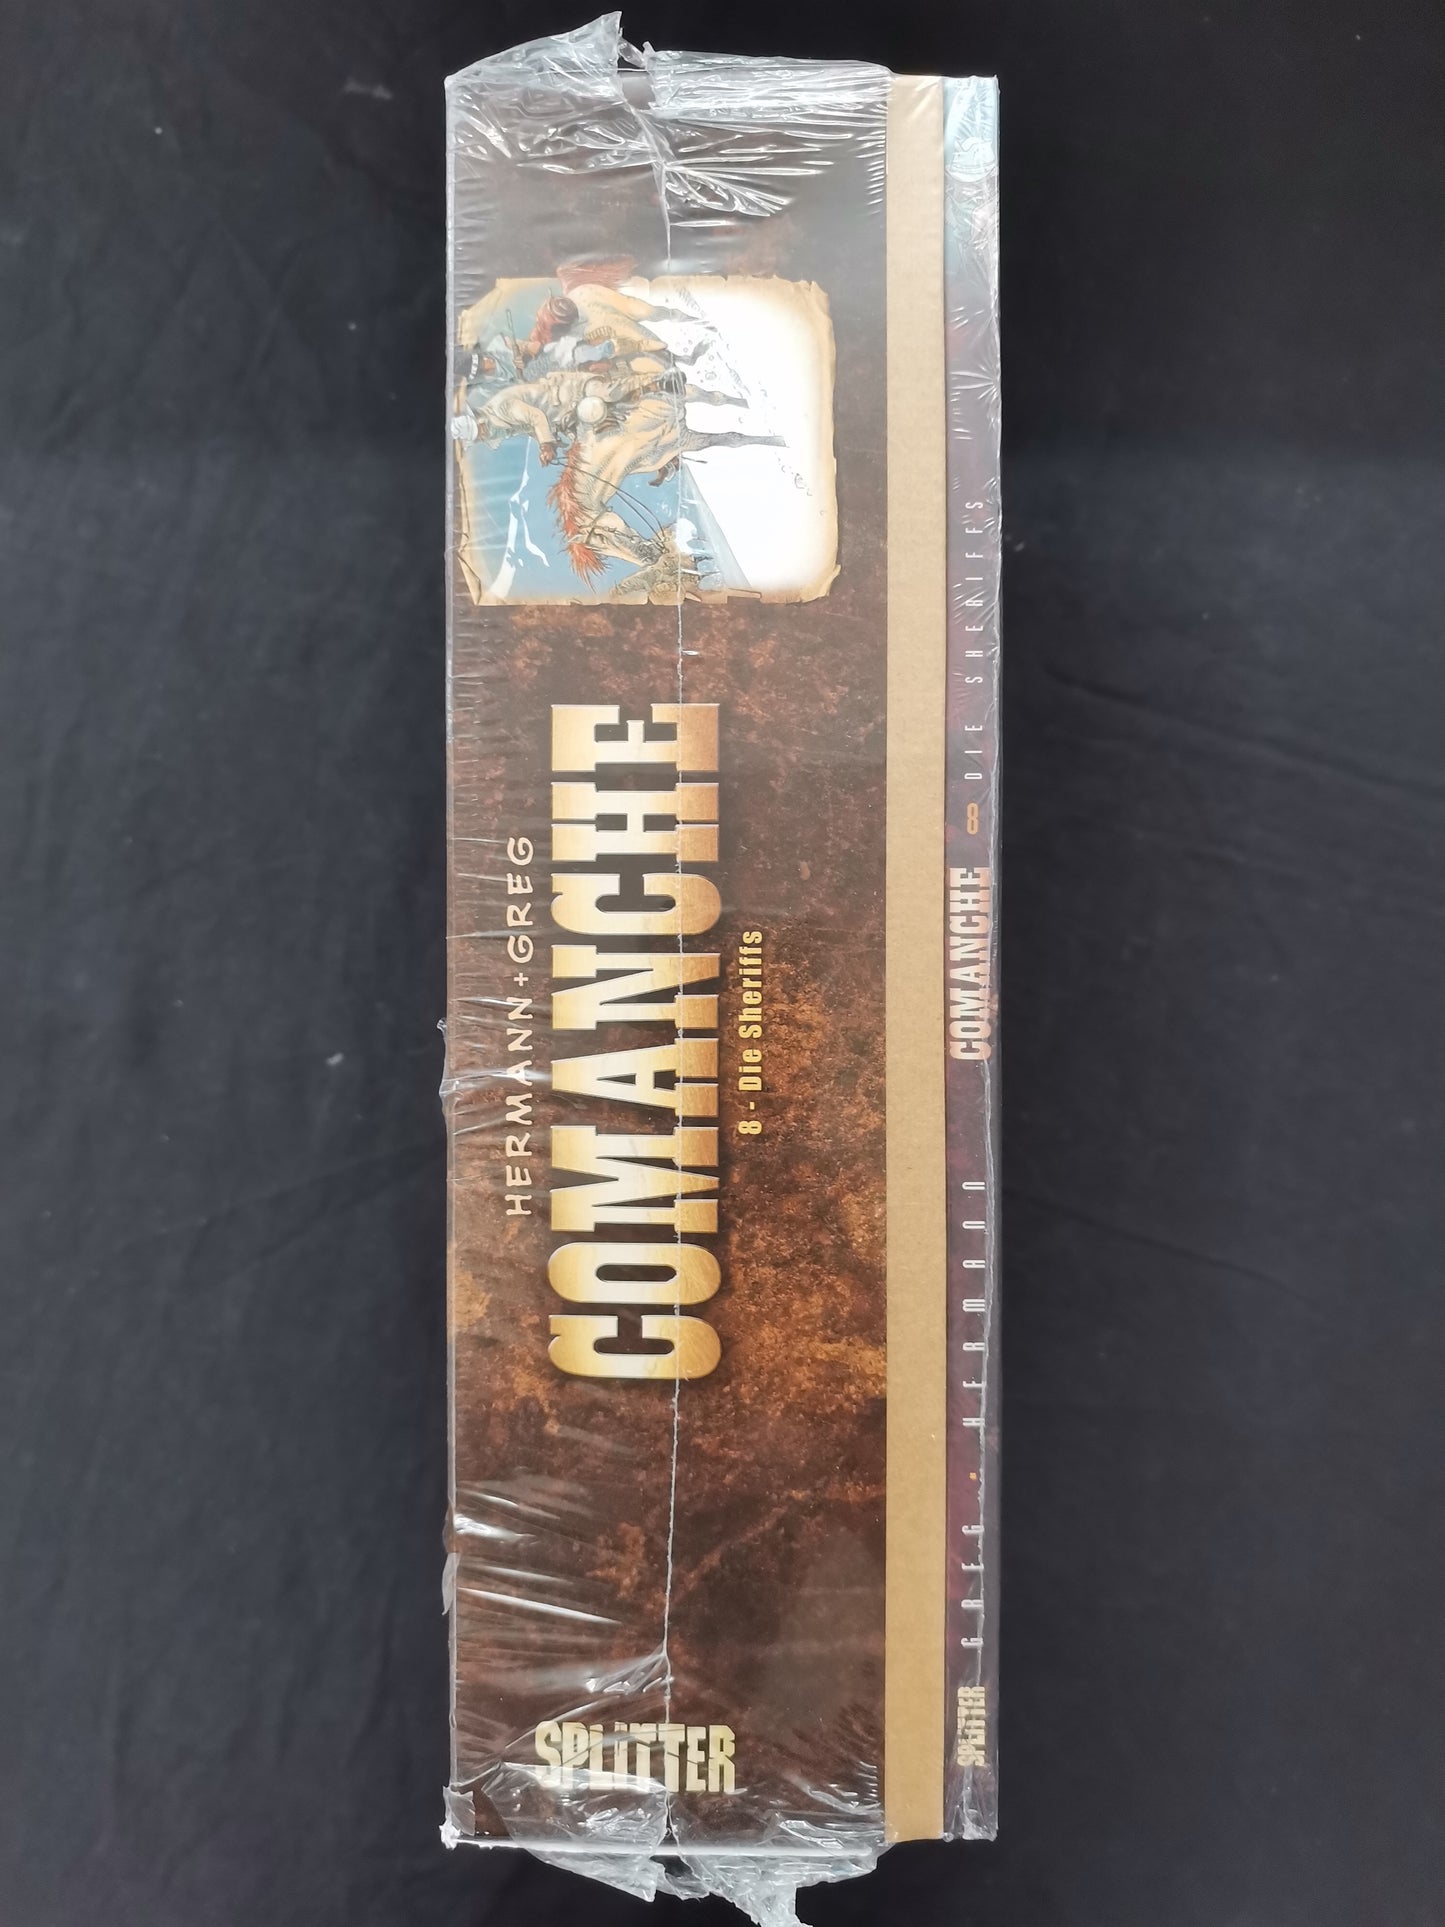 HERMANN + GREG
COMANCHE
8 - Die Sheriffs
SPLITTER
SPLITTER GREG • HERMANN COMANCHE 8 DIE SHERIFFS